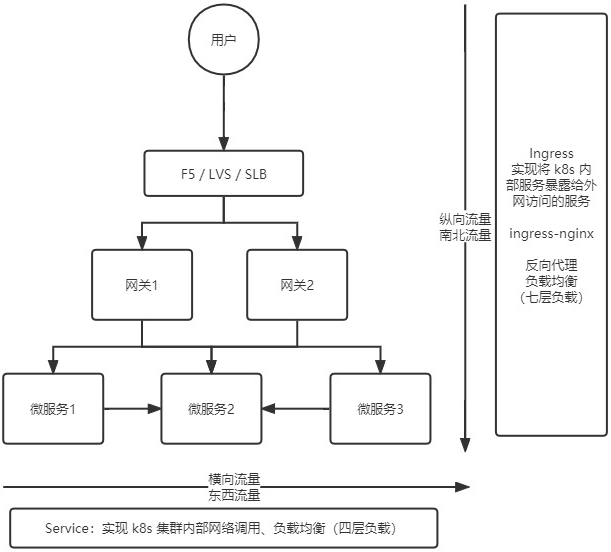 用户
F5 / LVS / SLB
网关1
网关2
微服务1
微服务2
微服务3
纵向流量
南北流量
Ingress
实现将 k8s 内
部服务暴露给外
网访问的服务
ingress-nginx
反向代理
负载均衡
（七层负载）
横向流量
东西流量
Service：实现 k8s 集群内部网络调用、负载均衡（四层负载）